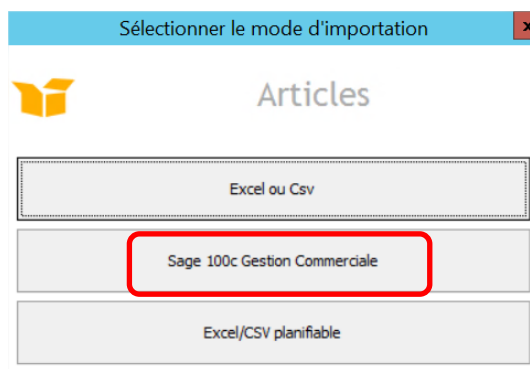 Sélectionner le mode d'importation
x
Articles
Excel ou Csv
Sage 100c Gestion Commerciale
Excel/CSV planifiable